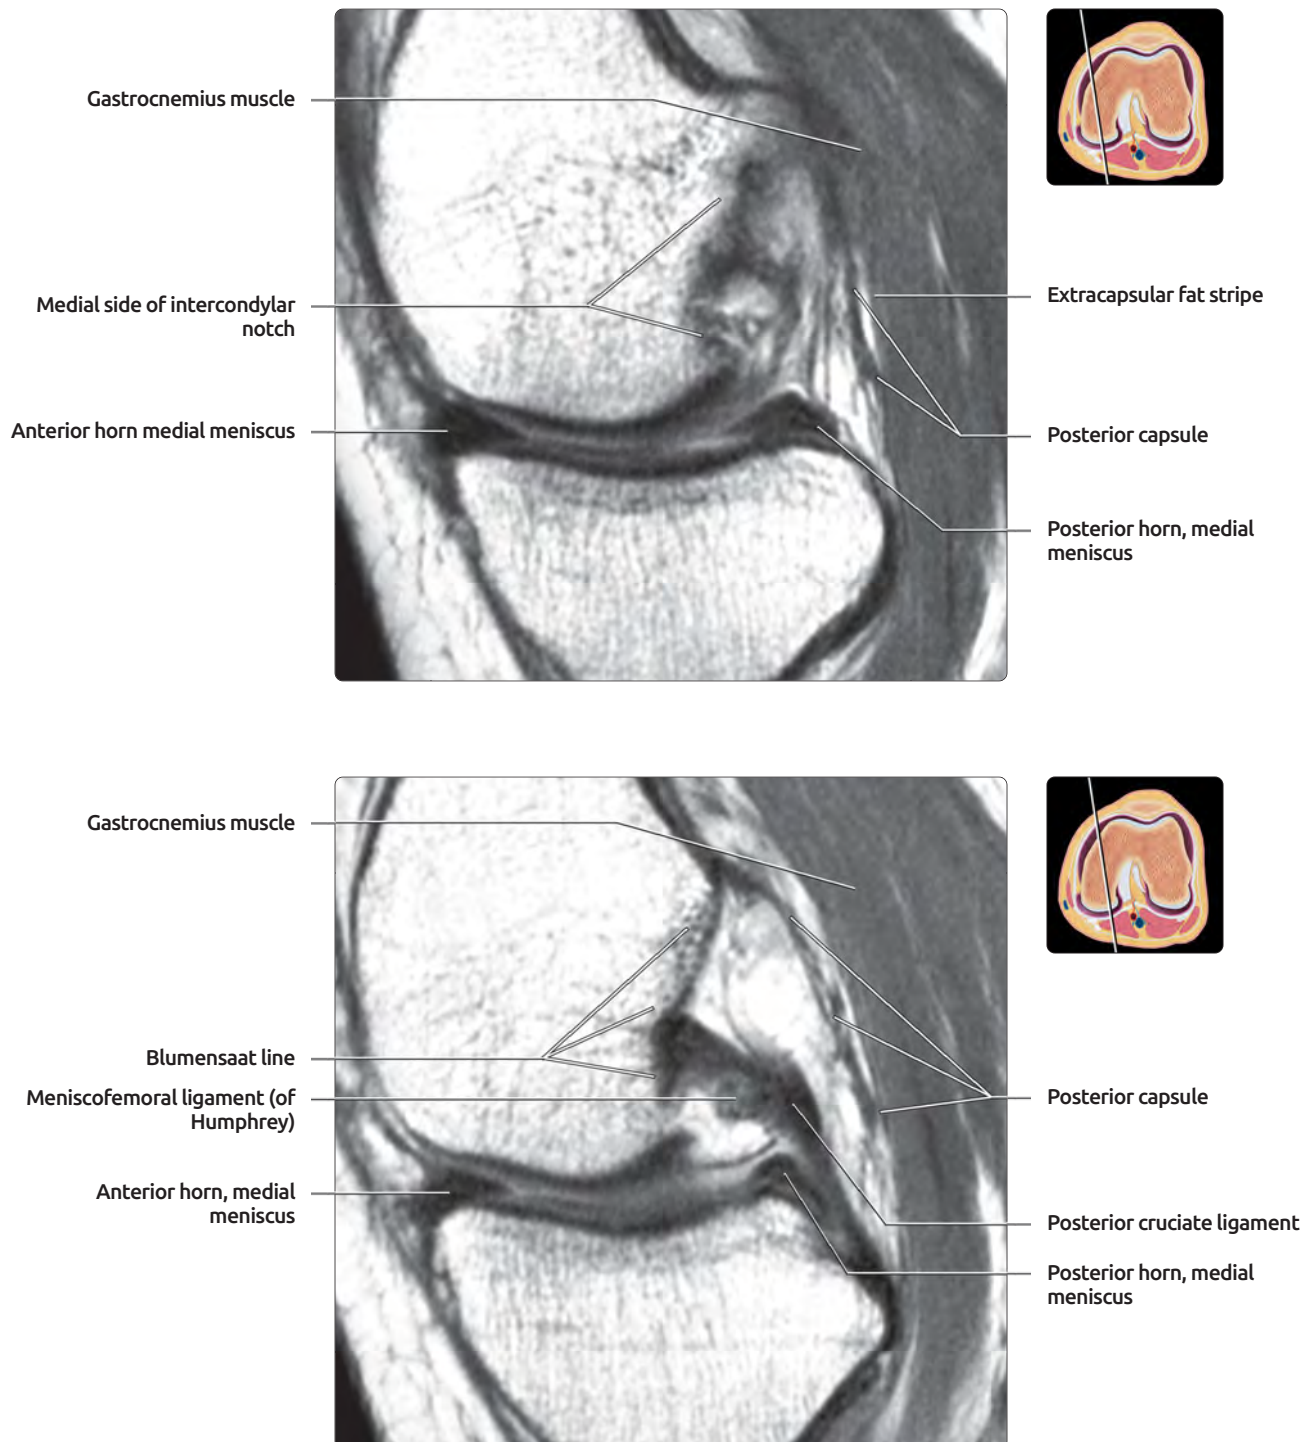 Gastrocnemius muscle
Medial side of intercondylar
notch
Extracapsular fat stripe
Anterior horn medial meniscus
Posterior capsule
Posterior horn, medial
meniscus
Gastrocnemius muscle
Blumensaat line
Meniscofemoral ligament (of
Humphrey)
Posterior capsule
Anterior horn, medial
meniscus
Posterior cruciate ligament
Posterior horn, medial
meniscus